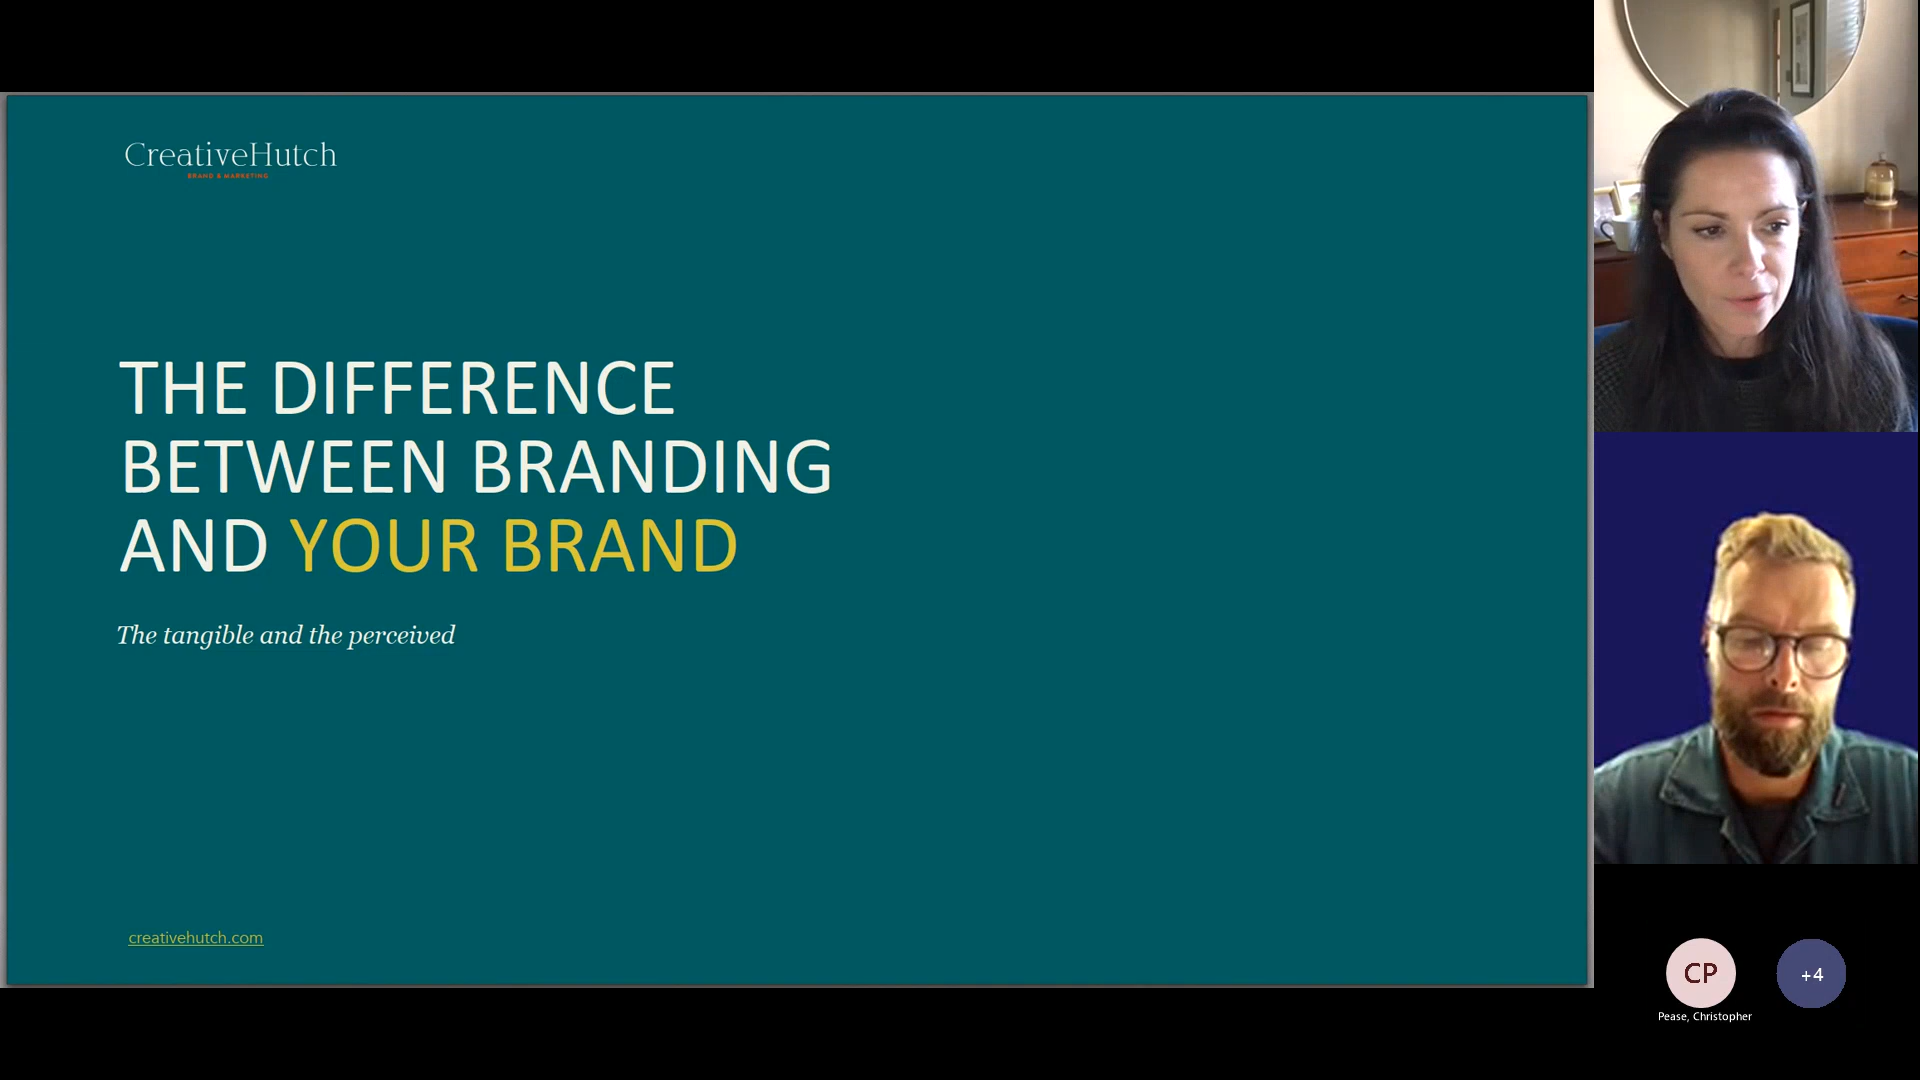 CreativeHutch
BRAND & MARKETING
THE DIFFERENCE
BETWEEN BRANDING
AND YOUR BRAND
The tangible and the perceived
creativehutch.com
CP
+4
Pease, Christopher